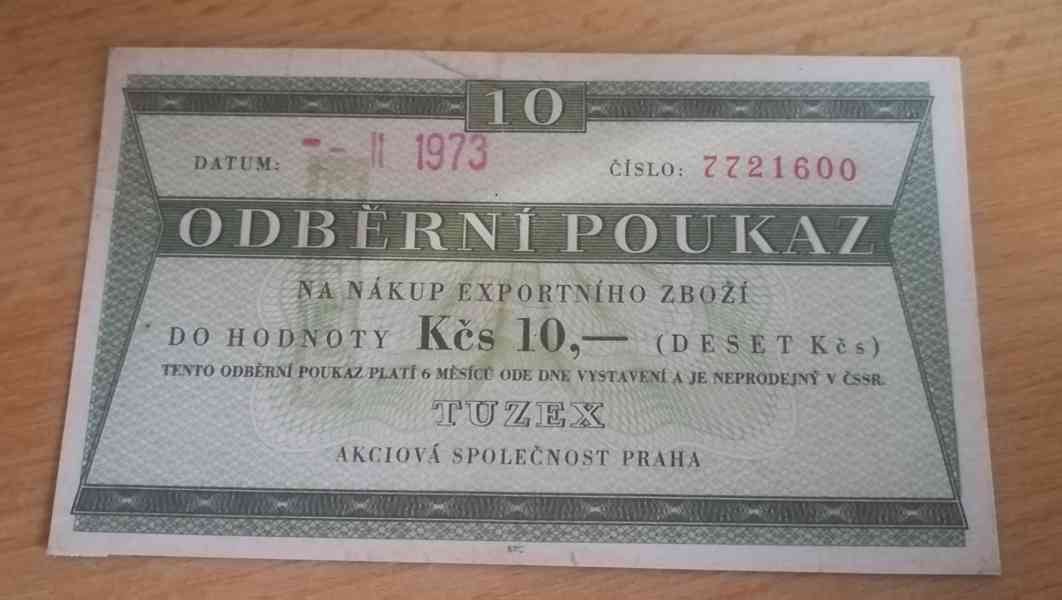 10
DATUM: - - II 1973
ČÍSLO: 7721600
ODBĚRNÍ POUKAZ
NA NÁKUP EXPORTNÍHO ZBOŽÍ
DO HODNOTY Kčs 10,— (DESET Kčs)
TENTO ODBĚRNÍ POUKAZ PLATÍ 6 MĚSÍCŮ ODE DNE VYSTAVENÍ A JE NEPRODEJNÝ V ČSSR.
TUZEX
AKCIOVÁ SPOLEČNOST PRAHA